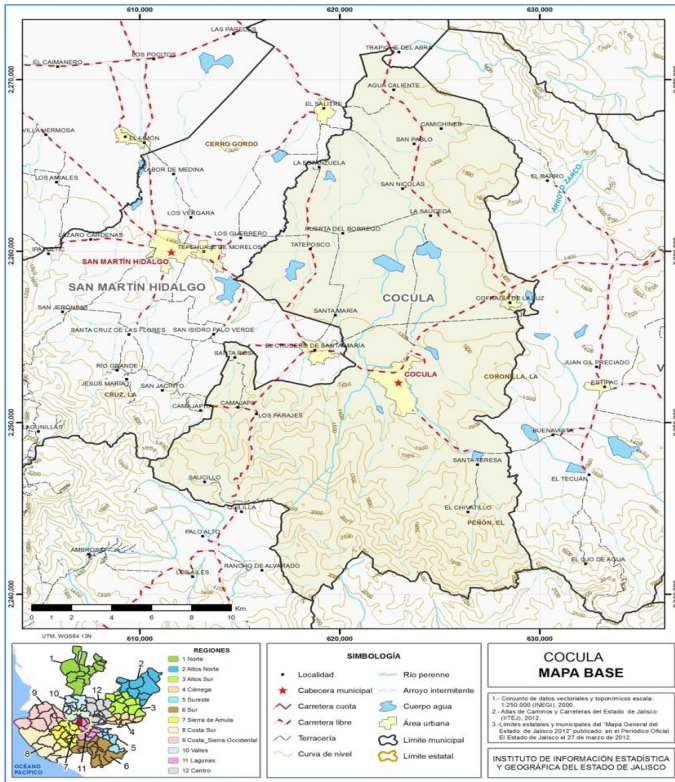 610,000 620,000 630,000
LAS PAREDES
LOS POCITOS
EL CAIMANERO
TRAPICHE DEL ABRA
2,270,000
AGUA CALIENTE
EL SALITRE
VILLA HERMOSA
EL LIMÓN
CAMICHINES
CERRO GORDO
SAN PABLO
LA ESTANZUELA
LABOR DE MEDINA
LOS AMIALES
EL BARRO
ARROYO ZARCO
SAN NICOLÁS
LOS VERGARA
LA SAUCEDA
LOS GUERRERO
PUERTA DEL BORREGO
LÁZARO CÁRDENAS
TEPEHUAJE DE MORELOS
TATEPOSCO
2,260,000
SAN MARTÍN HIDALGO
SAN MARTÍN HIDALGO
COCULA
COFRADÍA DE LA LUZ
SAN JERÓNIMO
SANTA MARÍA
SANTA CRUZ DE LAS FLORES
SAN ISIDRO PALO VERDE
EL CRUCERO DE SANTA MARÍA
SANTA ROSA
RÍO GRANDE
JUAN GIL PRECIADO
COCULA
CORONILLA, LA
JESÚS MARÍA
SAN JACINTO
ESTIPAC
CRUZ, LA
CAMAJAPA
LOS PARAJES
2,250,000
LAGUNILLAS
BUENAVISTA
SANTA TERESA
SAUCILLO
EL TECUÁN
EL CHIVATILLO
PEÑÓN, EL
PALO ALTO
EL OJO DE AGUA
RANCHO DE ALVARADO
2,240,000
0 2 4 6 8 10 Km.
UTM, WGS84 13N
610,000 620,000 630,000
REGIONES
1 Norte
2 Altos Norte
3 Altos Sur
4 Ciénega
5 Sureste
6 Sur
7 Sierra de Amula
8 Costa Sur
9 Costa_Sierra Occidental
10 Valles
11 Lagunas
12 Centro
OCÉANO
PACÍFICO
SIMBOLOGÍA
Localidad
Cabecera municipal
Carretera cuota
Carretera libre
Terracería
Curva de nivel
Río perenne
Arroyo intermitente
Cuerpo agua
Área urbana
Límite municipal
Límite estatal
COCULA
MAPA BASE
1.- Conjunto de datos vectoriales y toponímicos escala:
1:250,000 (INEGI), 2000.
2.-Atlas de Caminos y Carreteras del Estado de Jalisco
(IITEJ), 2012.
3.-Límites estatales y municipales del "Mapa General del
Estado de Jalisco 2012" publicado en el Periódico Oficial
El Estado de Jalisco el 27 de marzo de 2012.
INSTITUTO DE INFORMACIÓN ESTADÍSTICA
Y GEOGRÁFICA DEL ESTADO DE JALISCO